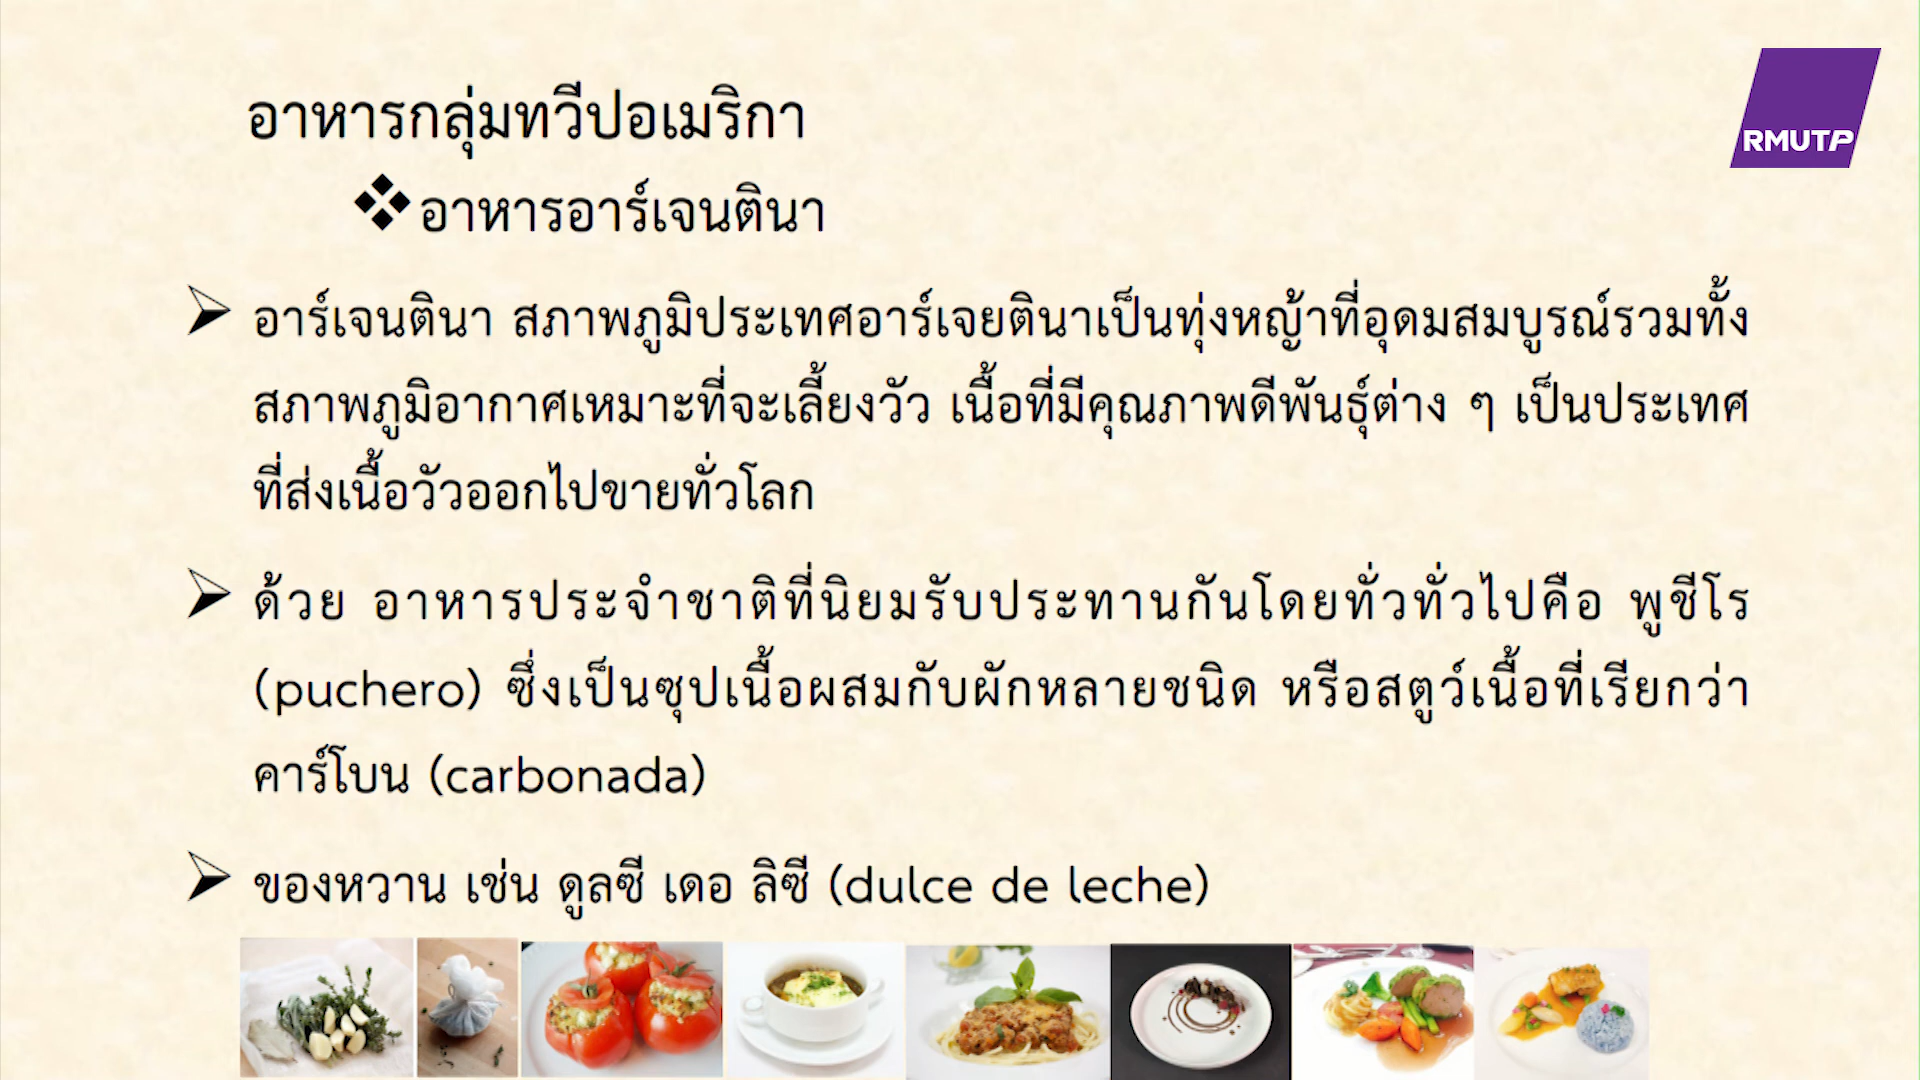 อาหารกลุ่มทวีปอเมริกา
RMUTP
❖อาหารอาร์เจนตินา
➢ อาร์เจนตินา สภาพภูมิประเทศอาร์เจยตินาเป็นทุ่งหญ้าที่อุดมสมบูรณ์รวมทั้ง
สภาพภูมิอากาศเหมาะที่จะเลี้ยงวัว เนื้อที่มีคุณภาพดีพันธุ์ต่าง ๆ เป็นประเทศ
ที่ส่งเนื้อวัวออกไปขายทั่วโลก
➢ ด้วย อาหารประจำชาติที่นิยมรับประทานกันโดยทั่วทั่วไปคือ พูชีโร
(puchero) ซึ่งเป็นซุปเนื้อผสมกับผักหลายชนิด หรือสตูว์เนื้อที่เรียกว่า
คาร์โบน (carbonada)
➢ ของหวาน เช่น ดูลซี เดอ ลิซี (dulce de leche)